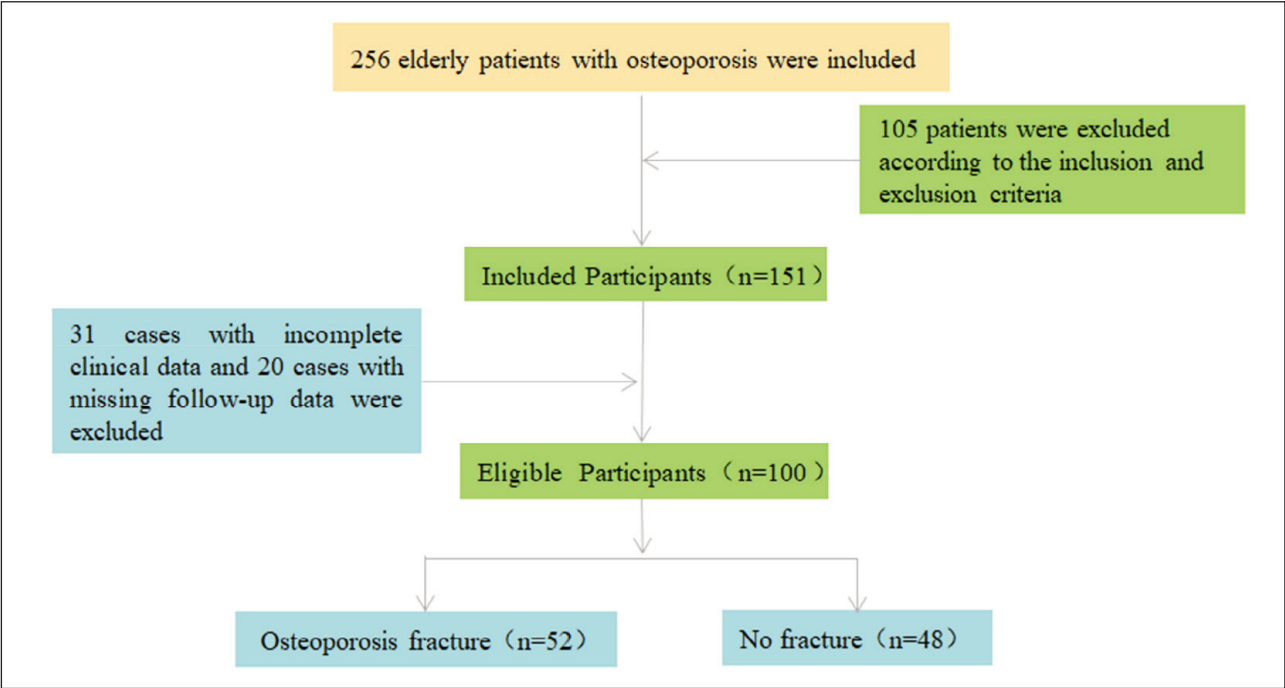 256 elderly patients with osteoporosis were included
105 patients were excluded
according to the inclusion and
exclusion criteria
Included Participants（n=151）
31 cases with incomplete
clinical data and 20 cases with
missing follow-up data were
excluded
Eligible Participants（n=100）
Osteoporosis fracture（n=52）
No fracture（n=48）